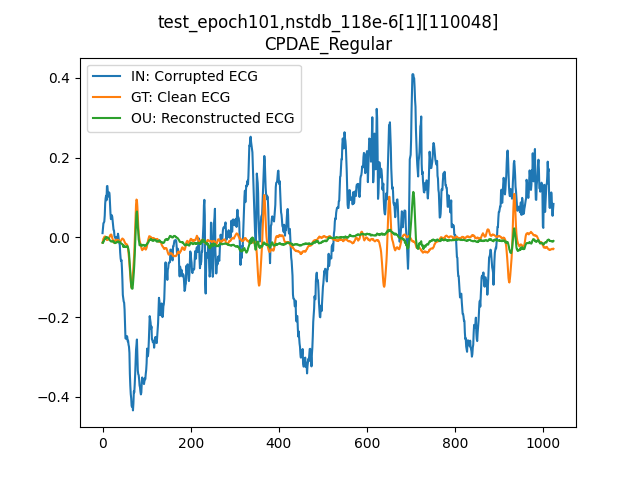 test_epoch101,nstdb_118e-6[1][110048]
CPDAE_Regular
IN: Corrupted ECG
GT: Clean ECG
OU: Reconstructed ECG
0.4
0.2
0.0
−0.2
−0.4
0 200 400 600 800 1000